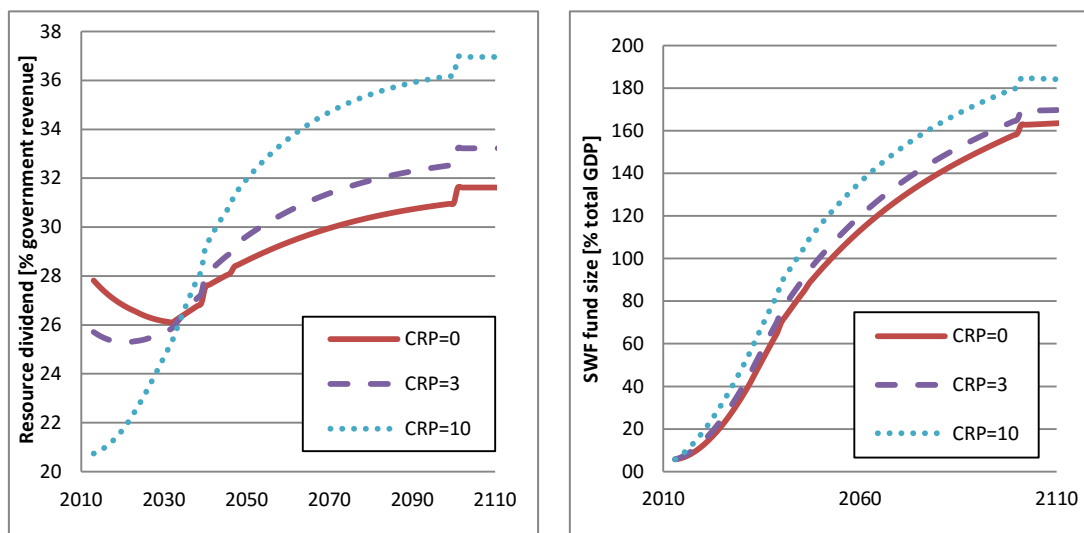 Resource dividend [% government revenue]
38
36
34
32
30
28
26
24
22
20
2010 2030 2050 2070 2090 2110
CRP=0
CRP=3
CRP=10
SWF fund size [% total GDP]
200
180
160
140
120
100
80
60
40
20
00
2010 2060 2110
CRP=0
CRP=3
CRP=10